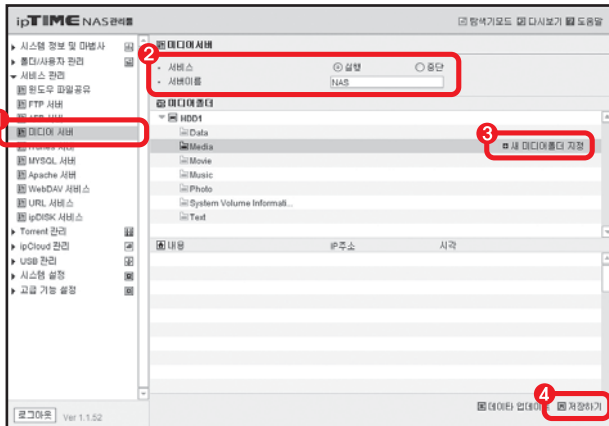 ipTIME NAS관리툴
탐색기모드 다시보기 도움말
시스템 정보 및 마법사
폴더/사용자 관리
서비스 관리
윈도우 파일공유
FTP 서버
미디어 서버
MYSQL 서버
Apache 서버
WebDAV 서비스
URL 서비스
ipDISK 서비스
Torrent 관리
ipCloud 관리
USB 관리
시스템 설정
고급 기능 설정
로그아웃 Ver 1.1.52
미디어서버
2
서비스 실행 중단
서버이름 NAS
미디어폴더
HDD1
Data
3
Media 새 미디어폴더 지정
Movie
Music
Photo
System Volume Informati...
Text
내용 IP주소 시각
4
데이타 업데이트 저장하기